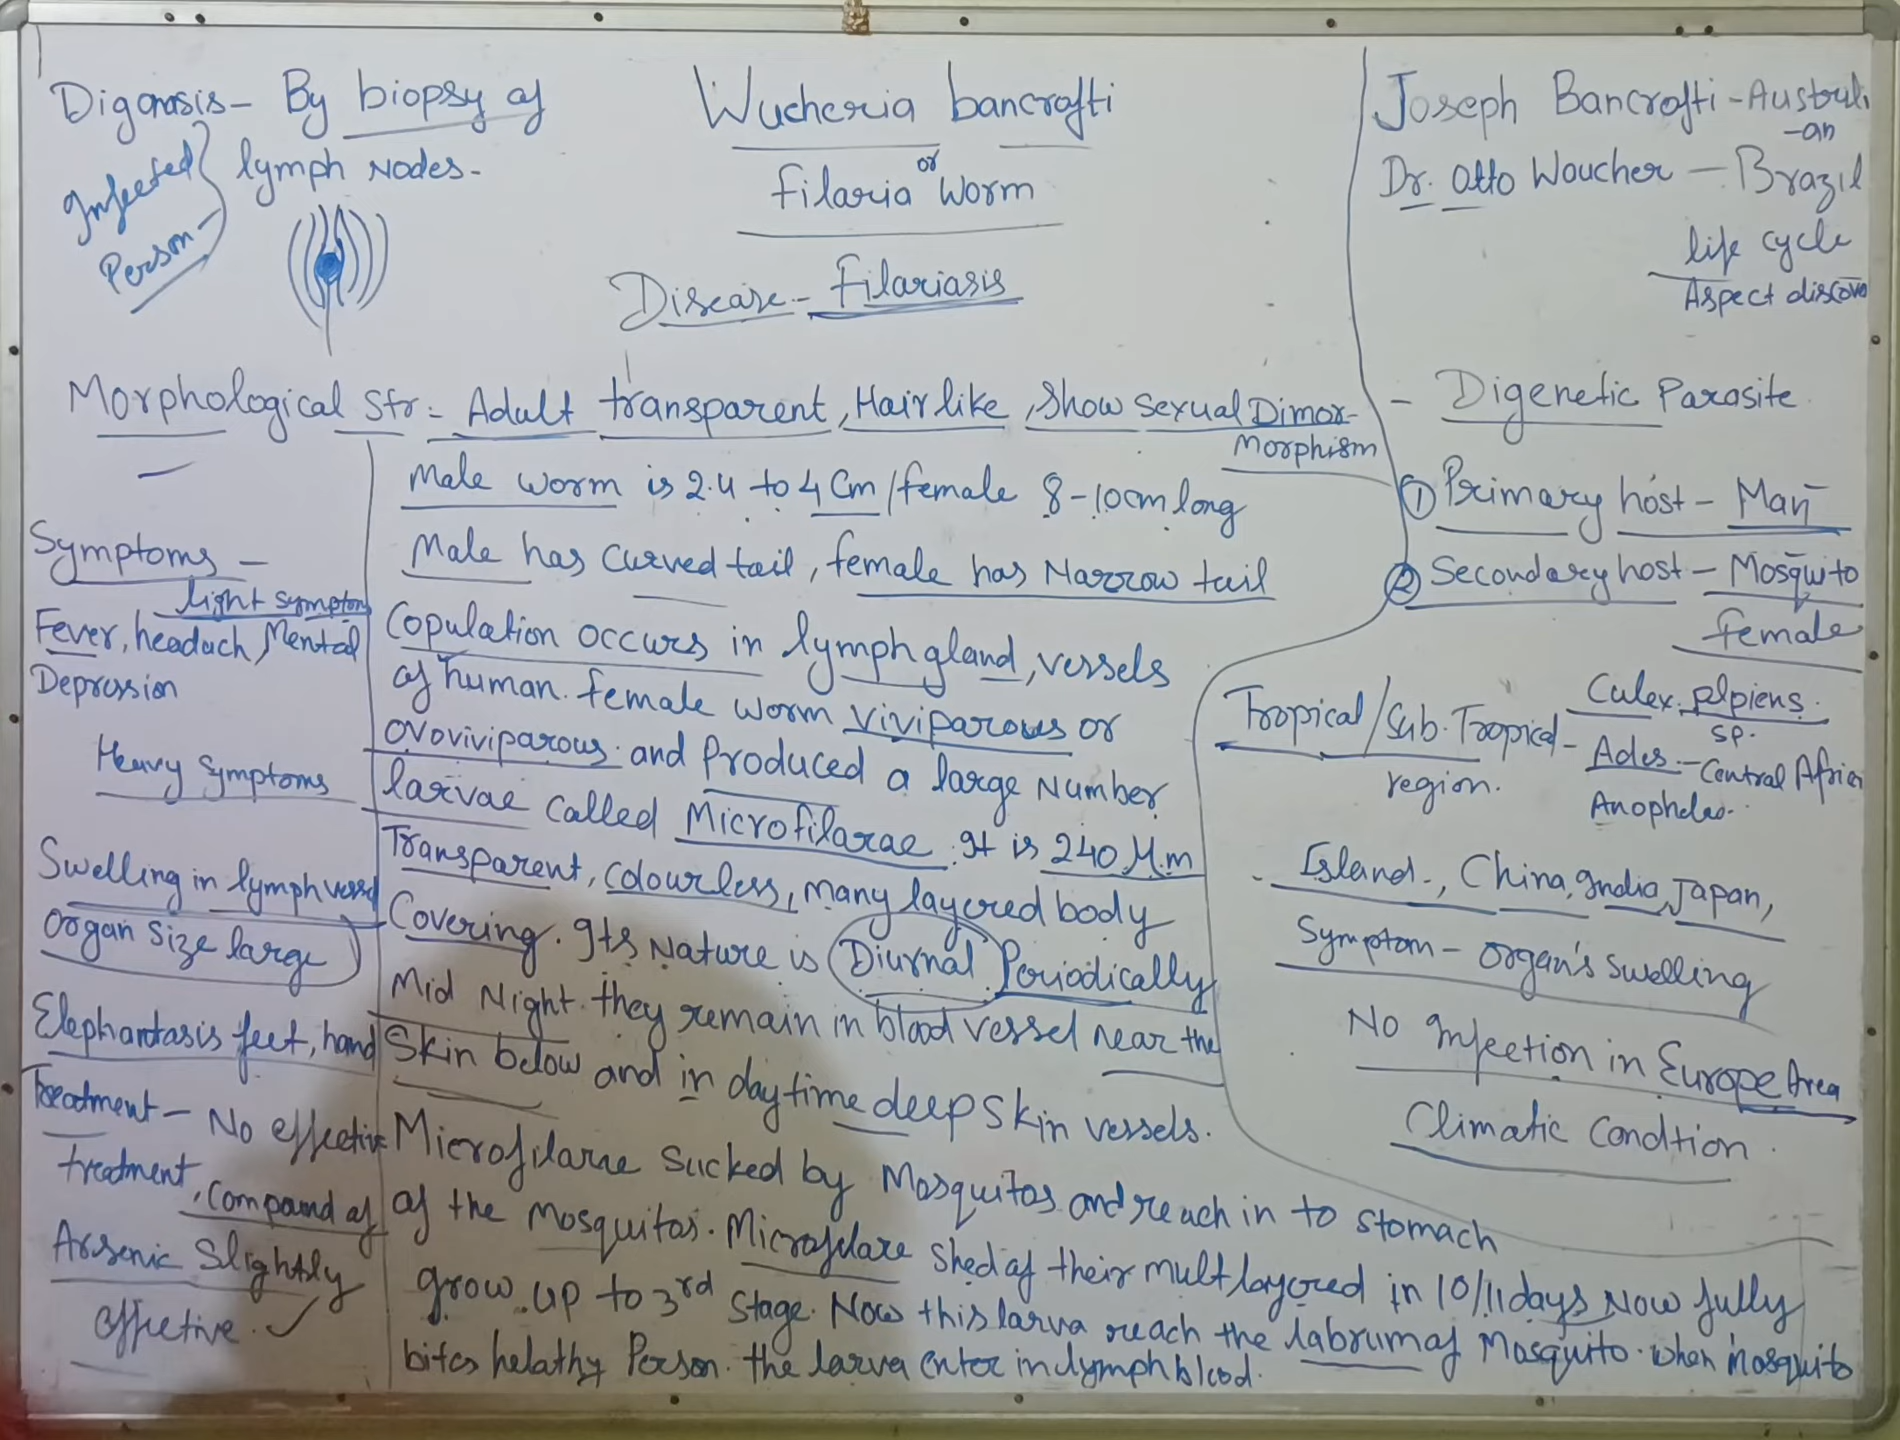 Wucheria bancrofti
or
filaria worm
Disease - Filariasis
Digonasis - By biopsy of
lymph Nodes -
Infected
Person -
Joseph Bancrofti - Australi
-an
Dr. Otto Woucher - Brazil
life cycle
Aspect discove
Morphological Str - Adult transparent, Hair like, show sexual Dimor-
Morphism
male worm is 2.4 to 4 Cm / female 8-10cm long
Male has curved tail, female has Narrow tail
Copulation occurs in lymph gland, vessels
of human. female worm viviparous or
ovoviviparous. and produced a large Number
larvae called Microfilarae. It is 240 M.m
Transparent, colourless, many layered body
Covering. Its Nature is Diurnal Periodically
Mid Night. they remain in blood vessel near the
Skin below and in daytime deep skin vessels.
Microfilarae sucked by Mosquitos and reach in to stomach
of the mosquitos. Microfilare shed of their mult layored in 10/11 days Now fully
grow up to 3rd stage. Now this larva reach the labrum of Mosquito. when mosquito
bites helathy Person. the larva enter in lymph blood.
Symptoms -
light symptom
Fever, headach, Mental
Depression
Heavy Symptoms
Swelling in lymph vessel
organ size large
Elephantasis feet, hand
Treatment - No effective
treatment, Compound of
Arsenic Slightly
effective.
- Digenetic Parasite
① Primary host - Man
② Secondary host - Mosquito
female
Tropical / Sub. Tropical -
region.
Culex. pipiens.
sp.
Ades - Central Afric
Anopheles.
- Island, China, India, Japan,
Symptom - organ's swelling
No Infection in Europe Area
Climatic Condtion.